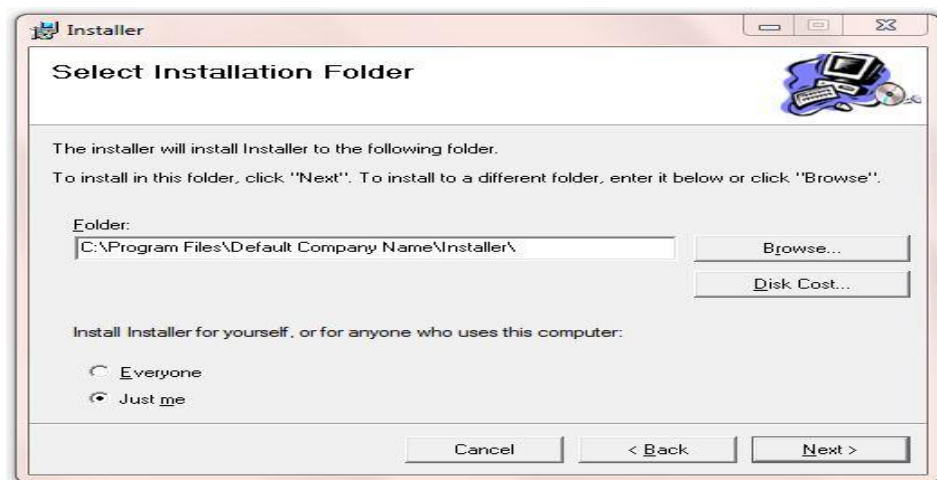 Installer
Select Installation Folder
The installer will install Installer to the following folder.
To install in this folder, click "Next". To install to a different folder, enter it below or click "Browse".
Folder:
C:\Program Files\Default Company Name\Installer\
Browse...
Disk Cost...
Install Installer for yourself, or for anyone who uses this computer:
Everyone
Just me
Cancel
< Back
Next >